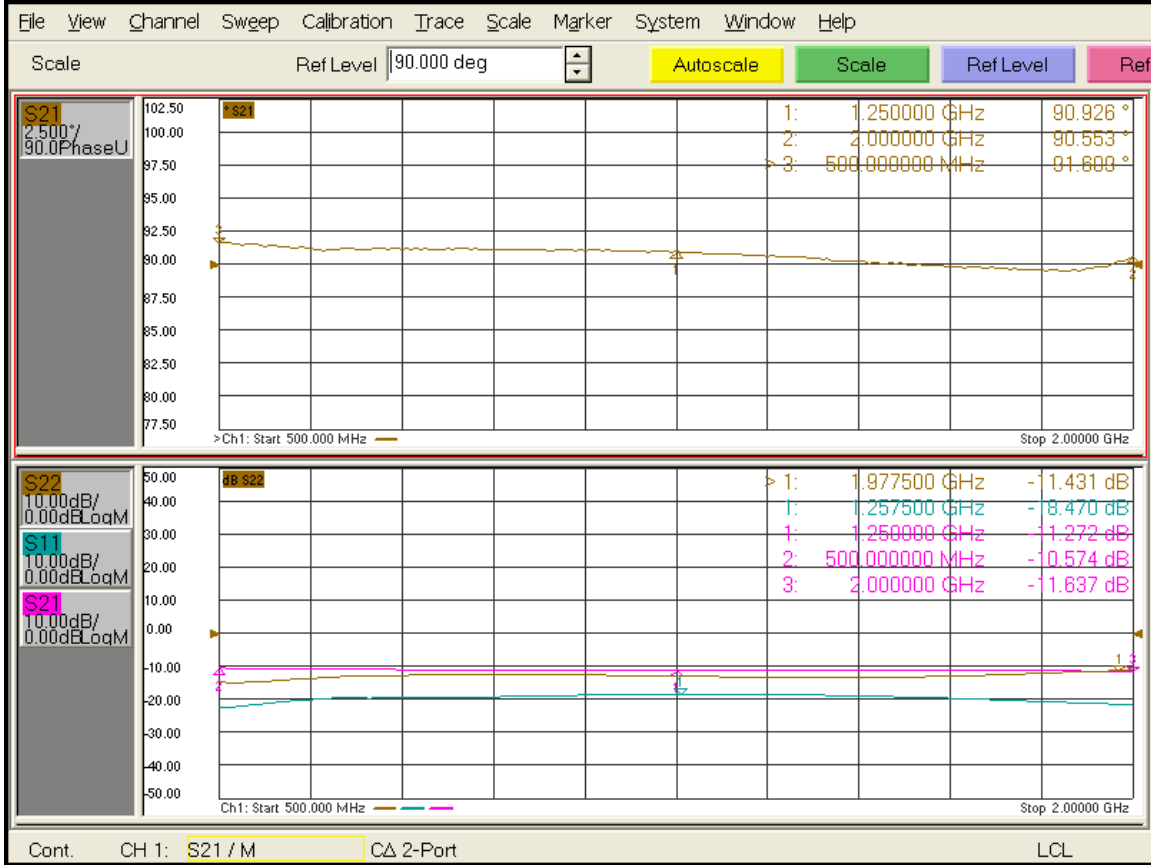 File View Channel Sweep Calibration Trace Scale Marker System Window Help
Scale Ref Level 90.000 deg Autoscale Scale Ref Level Ref
S21
2.500°/
90.0PhaseU
102.50
100.00
97.50
95.00
92.50
90.00
87.50
85.00
82.50
80.00
77.50
° S21
1: 1.250000 GHz 90.926 °
2: 2.000000 GHz 90.553 °
> 3: 500.000000 MHz
3
1
2
>Ch1: Start 500.000 MHz
Stop 2.00000 GHz
S22
10.00dB/
0.00dBLogM
S11
10.00dB/
0.00dBLogM
S21
10.00dB/
0.00dBLogM
50.00
40.00
30.00
20.00
10.00
0.00
-10.00
-20.00
-30.00
-40.00
-50.00
dB S22
> 1: 1.977500 GHz -11.431 dB
1: 1.257500 GHz -18.470 dB
1: 1.250000 GHz -11.272 dB
2: 500.000000 MHz -10.574 dB
3: 2.000000 GHz -11.637 dB
2
1
3
Ch1: Start 500.000 MHz
Stop 2.00000 GHz
Cont. CH 1: S21 / M CΔ 2-Port LCL